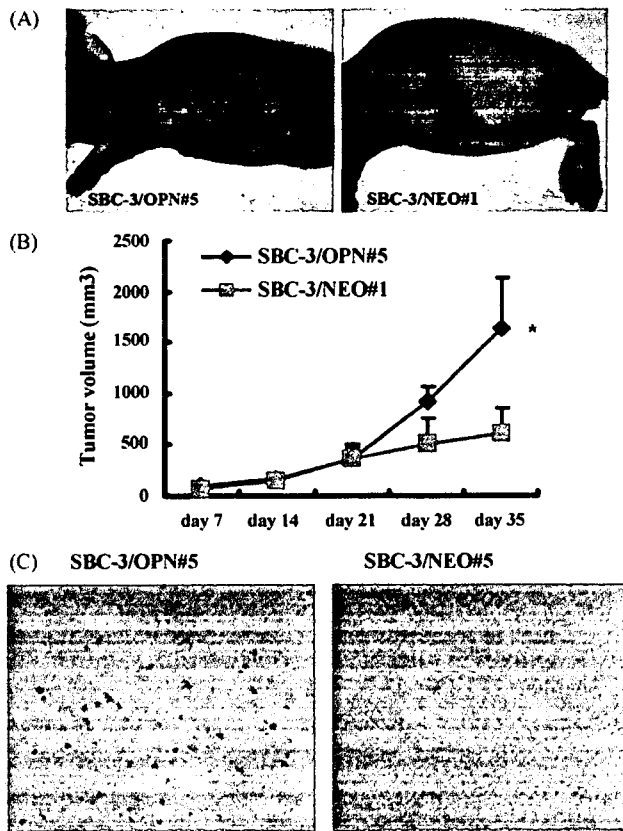 (A)
SBC-3/OPN#5
SBC-3/NEO#1
(B)
Tumor volume (mm3)
2500
2000
1500
1000
500
0
SBC-3/OPN#5
SBC-3/NEO#1
*
day 7
day 14
day 21
day 28
day 35
(C)
SBC-3/OPN#5
SBC-3/NEO#5